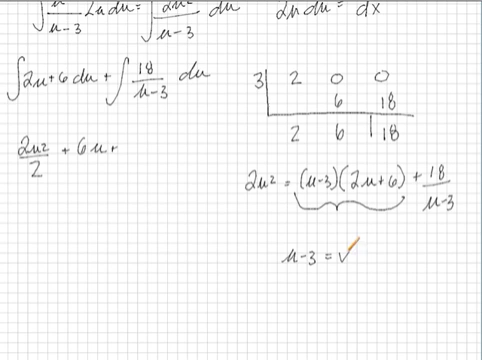 ∫ u/(u-3) 2u du = ∫ 2u²/(u-3) du 2u du = dx
∫ 2u+6 du + ∫ 18/(u-3) du
3| 2 0 0
6 18
2 6 | 18
2u²/2 + 6u +
2u² = (u-3)(2u+6) + 18/(u-3)
u-3 = v